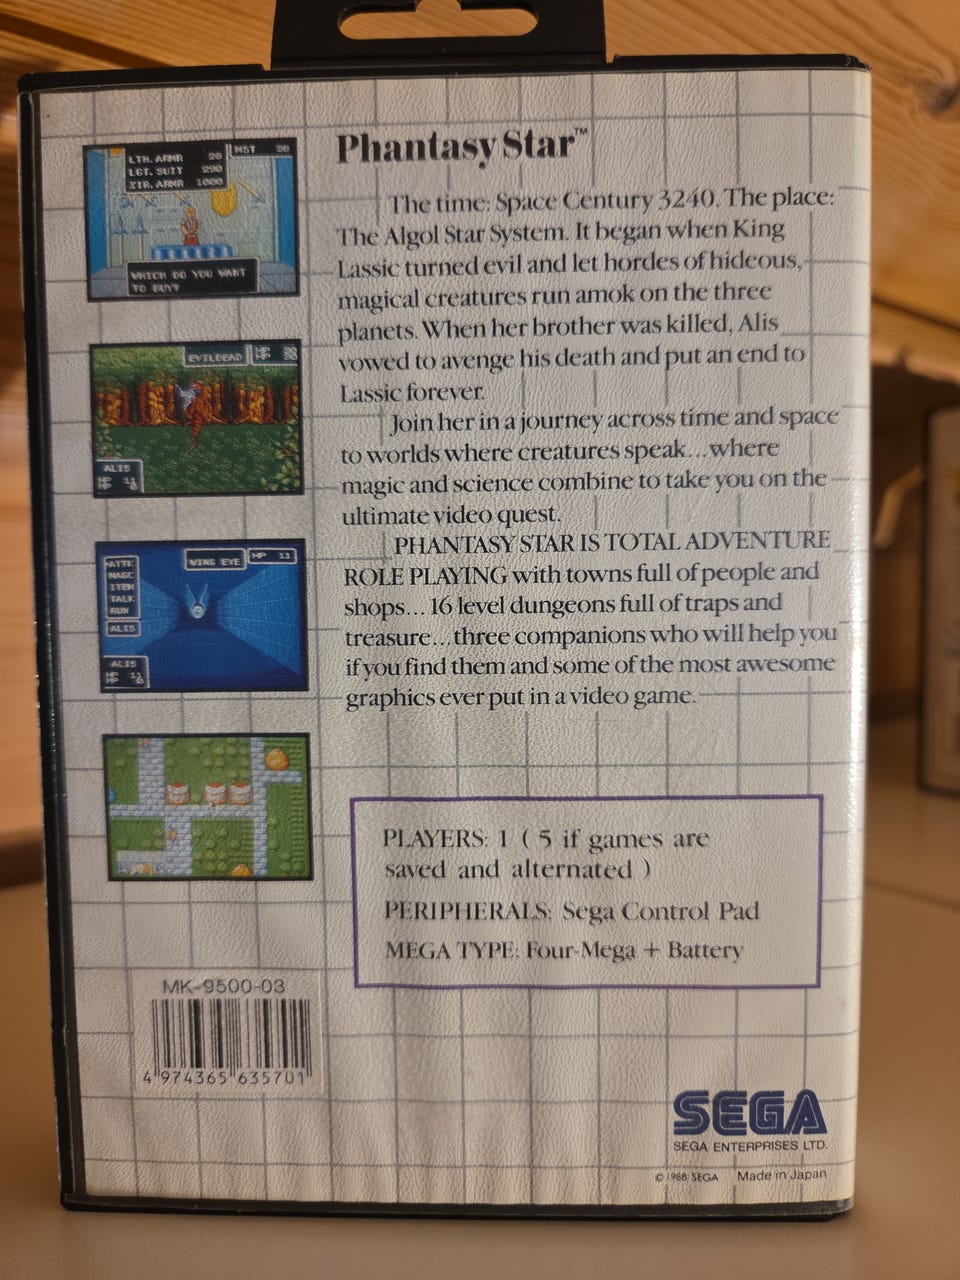 Phantasy Star™
The time: Space Century 3240. The place:
The Algol Star System. It began when King
Lassic turned evil and let hordes of hideous,
magical creatures run amok on the three
planets. When her brother was killed, Alis
vowed to avenge his death and put an end to
Lassic forever.
Join her in a journey across time and space
to worlds where creatures speak...where
magic and science combine to take you on the
ultimate video quest.
PHANTASY STAR IS TOTAL ADVENTURE
ROLE PLAYING with towns full of people and
shops...16 level dungeons full of traps and
treasure...three companions who will help you
if you find them and some of the most awesome
graphics ever put in a video game.
LTH. ARMR 28
LGT. SUIT 290
ZIR. ARMR 1000
MST
WHICH DO YOU WANT
TO BUY?
EVILDEAD
HP
ALIS
HP 11
MP
ATTK
MAGC
ITEM
TALK
RUN
ALIS
WING EYE
HP 11
ALIS
HP 11
MP
PLAYERS: 1 ( 5 if games are
saved and alternated )
PERIPHERALS: Sega Control Pad
MEGA TYPE: Four-Mega + Battery
MK-9500-03
4 974365 635701
SEGA
SEGA ENTERPRISES LTD.
© 1988 SEGA Made in Japan